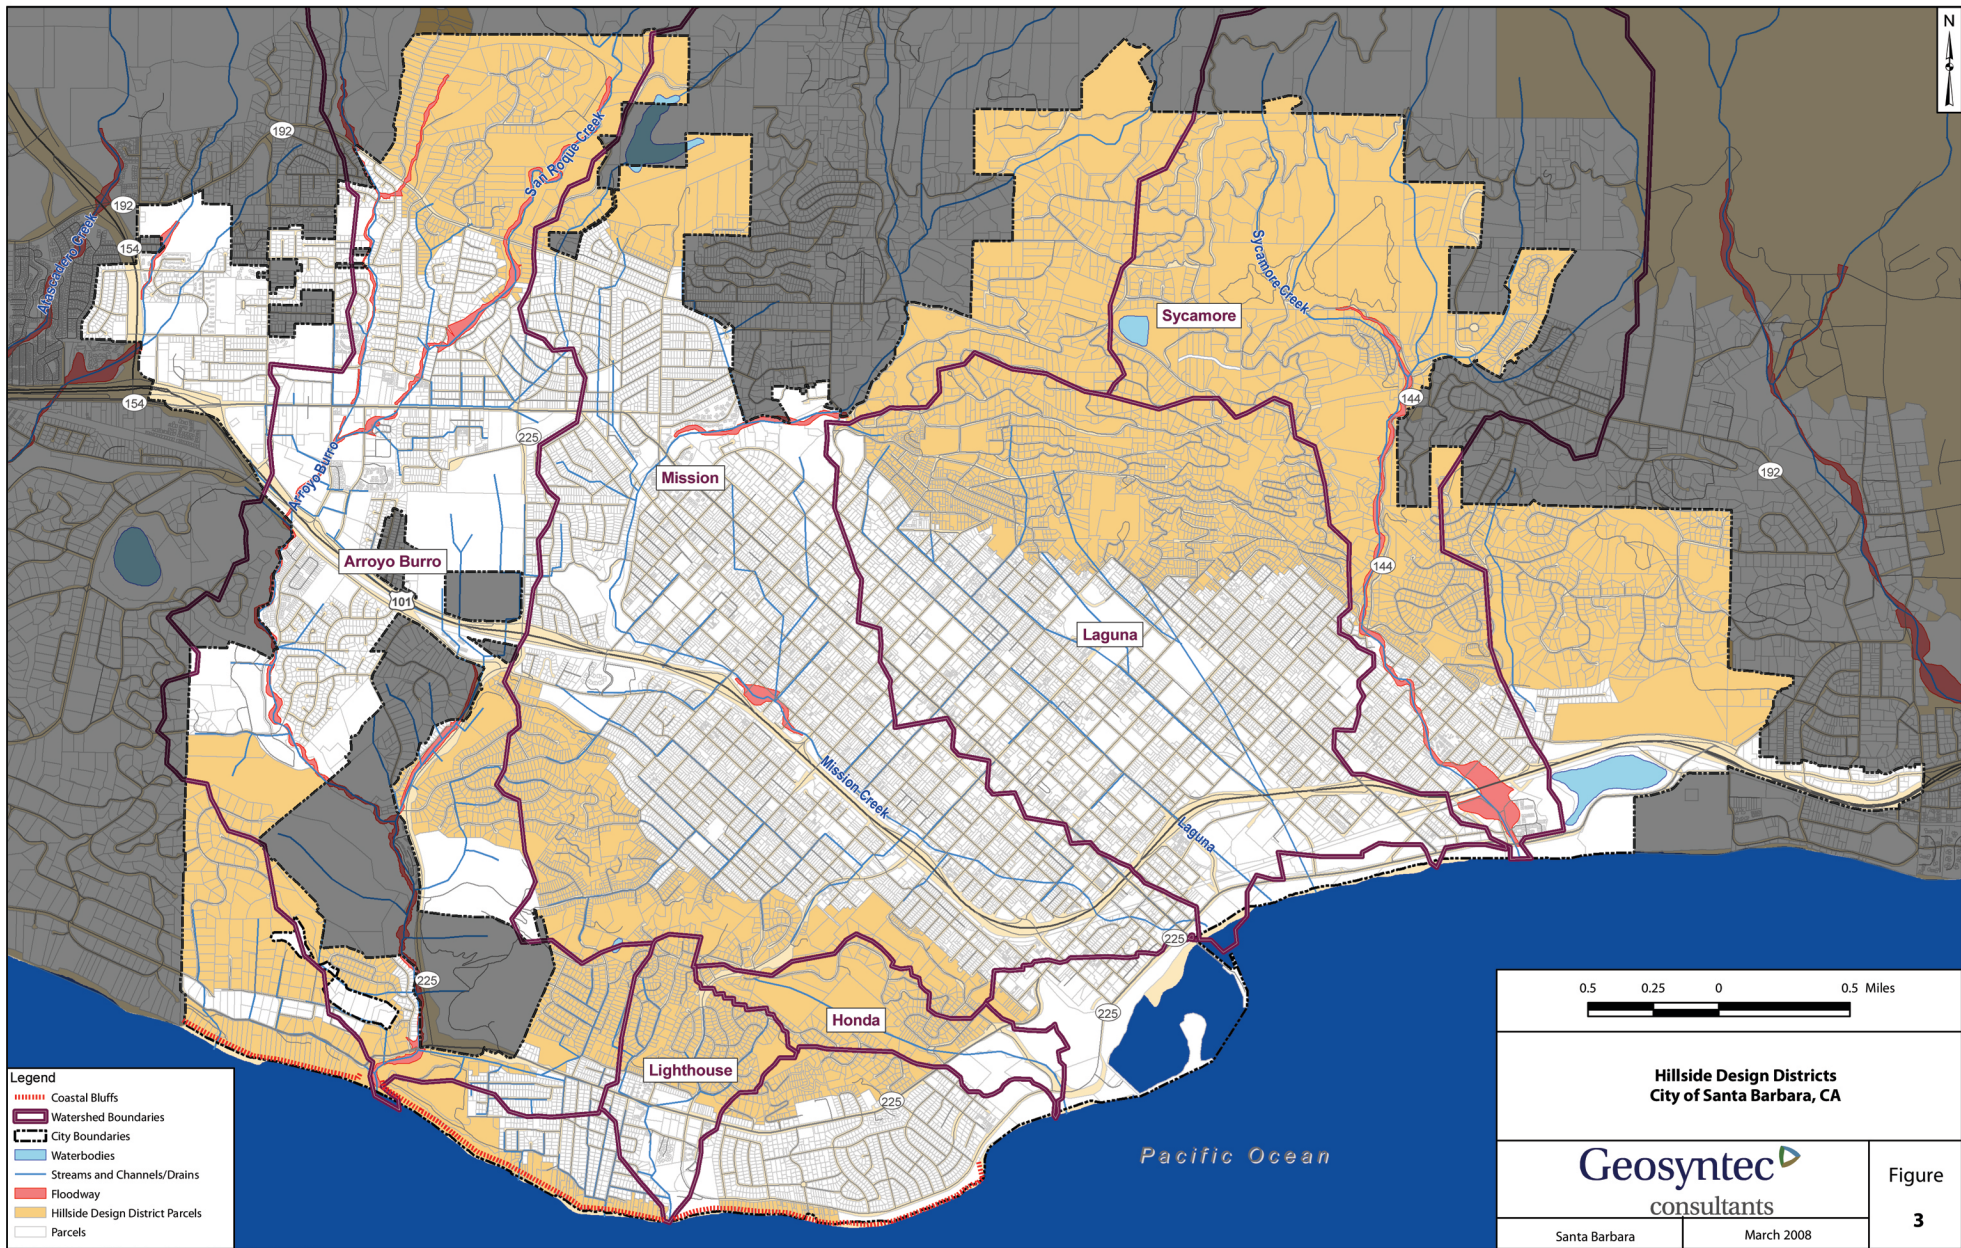 N
192
192
154
154
Atascadero Creek
San Roque Creek
Sycamore Creek
Sycamore
144
225
Arroyo Burro
Mission
192
Arroyo Burro
101
144
Laguna
Mission Creek
Laguna
225
225
225
Honda
Lighthouse
225
Pacific Ocean
0.5 0.25 0 0.5 Miles
Hillside Design Districts
City of Santa Barbara, CA
Geosyntec
consultants
Figure
3
Santa Barbara
March 2008
Legend
Coastal Bluffs
Watershed Boundaries
City Boundaries
Waterbodies
Streams and Channels/Drains
Floodway
Hillside Design District Parcels
Parcels